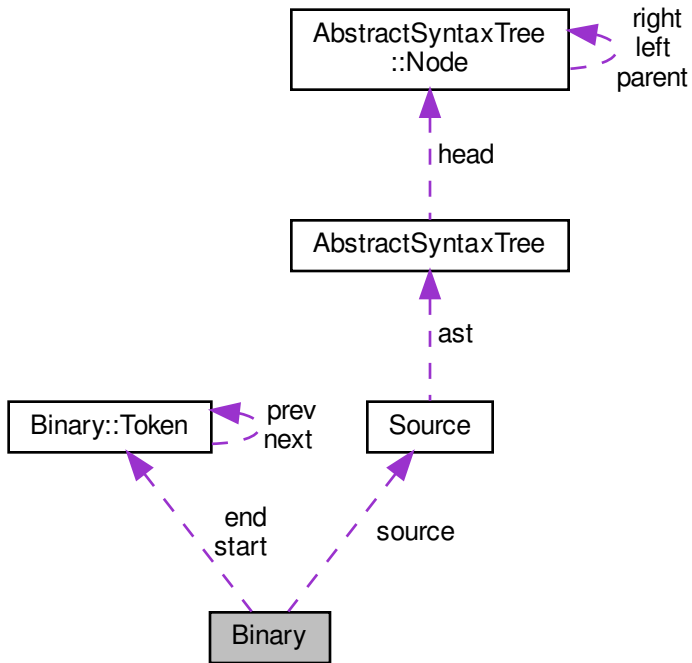 AbstractSyntaxTree
::Node
right
left
parent
head
AbstractSyntaxTree
ast
Binary::Token
prev
next
Source
end
start
source
Binary